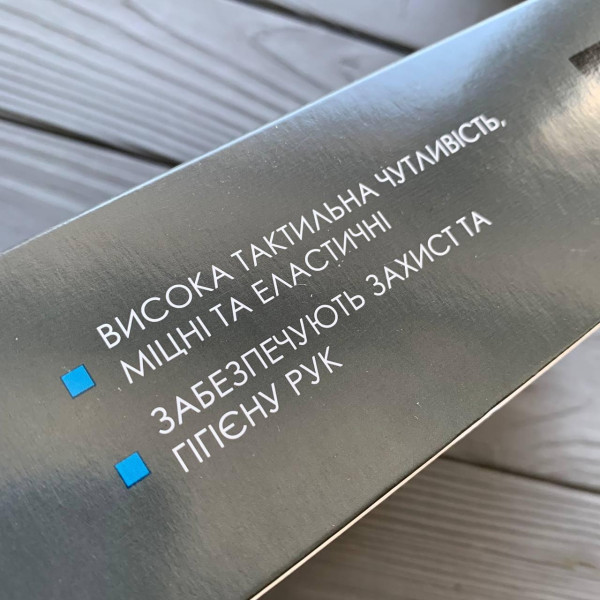 ВИСОКА ТАКТИЛЬНА ЧУТЛИВІСТЬ,
МІЦНІ ТА ЕЛАСТИЧНІ
ЗАБЕЗПЕЧУЮТЬ ЗАХИСТ ТА
ГІГІЄНУ РУК